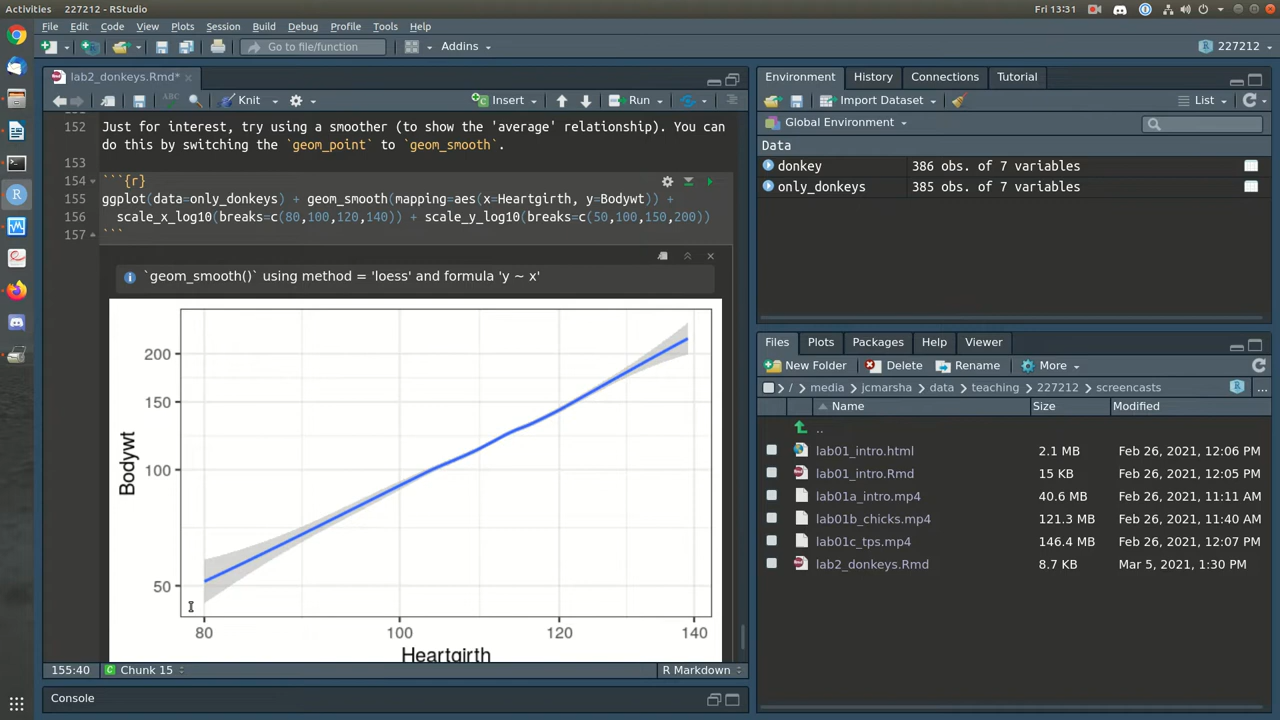 Activities
227212 - RStudio
Fri 13:31
File Edit Code View Plots Session Build Debug Profile Tools Help
Go to file/function
Addins
227212
lab2_donkeys.Rmd*
ABC
Knit
Insert
Run
152 Just for interest, try using a smoother (to show the 'average' relationship). You can
do this by switching the `geom_point` to `geom_smooth`.
153
154 ```{r}
155 ggplot(data=only_donkeys) + geom_smooth(mapping=aes(x=Heartgirth, y=Bodywt)) +
156 scale_x_log10(breaks=c(80,100,120,140)) + scale_y_log10(breaks=c(50,100,150,200))
157 ```
`geom_smooth()` using method = 'loess' and formula 'y ~ x'
200
150
100
50
Bodywt
80 100 120 140
Heartgirth
155:40
Chunk 15
R Markdown
Console
Environment History Connections Tutorial
Import Dataset
List
Global Environment
Data
donkey 386 obs. of 7 variables
only_donkeys 385 obs. of 7 variables
Files Plots Packages Help Viewer
New Folder Delete Rename More
/ media jcmarsha data teaching 227212 screencasts ...
Name Size Modified
..
lab01_intro.html 2.1 MB Feb 26, 2021, 12:06 PM
lab01_intro.Rmd 15 KB Feb 26, 2021, 12:05 PM
lab01a_intro.mp4 40.6 MB Feb 26, 2021, 11:11 AM
lab01b_chicks.mp4 121.3 MB Feb 26, 2021, 11:40 AM
lab01c_tps.mp4 146.4 MB Feb 26, 2021, 12:07 PM
lab2_donkeys.Rmd 8.7 KB Mar 5, 2021, 1:30 PM